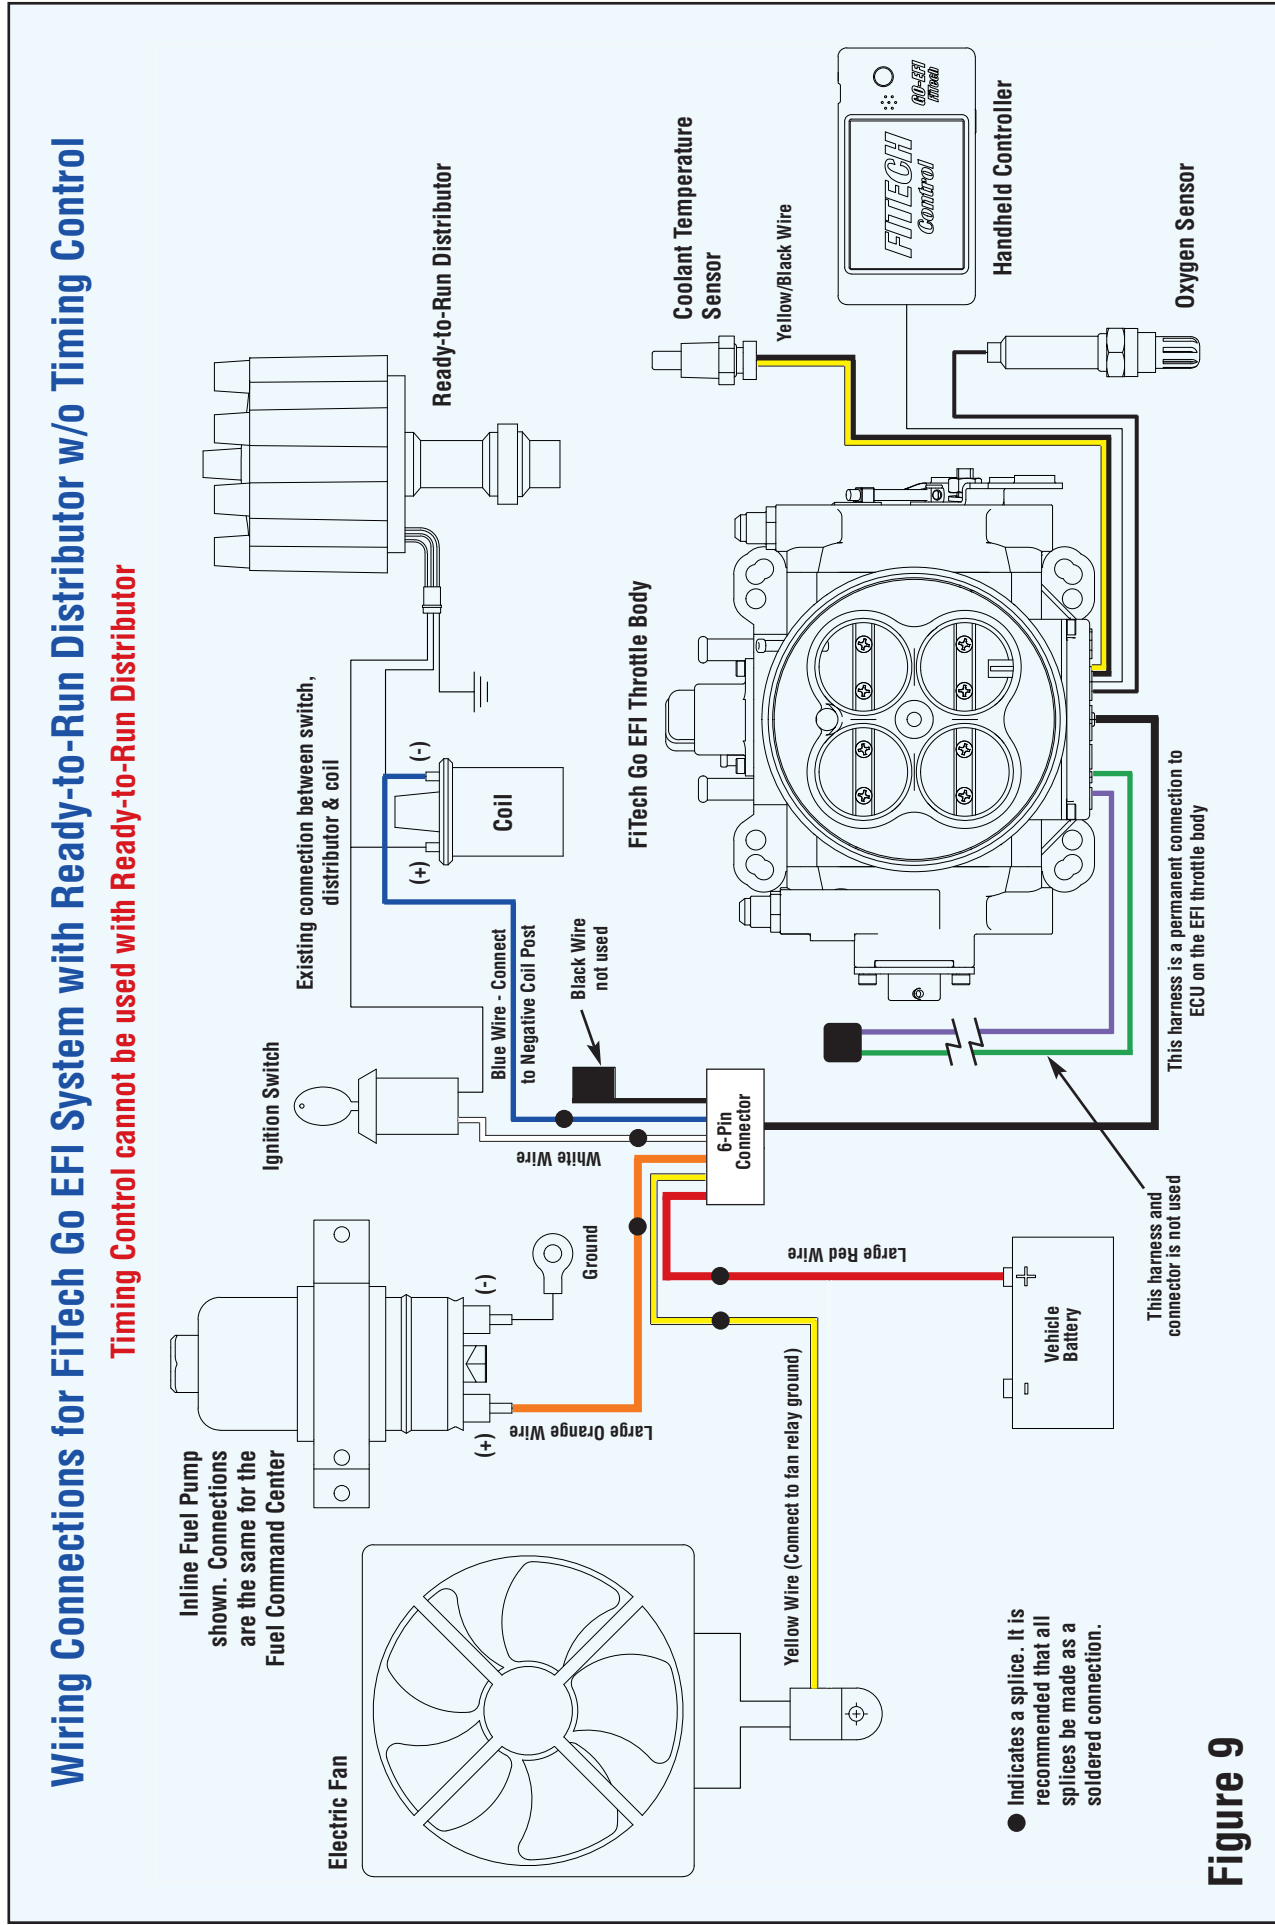 Wiring Connections for FiTech Go EFI System with Ready-to-Run Distributor w/o Timing Control
Timing Control cannot be used with Ready-to-Run Distributor
Inline Fuel Pump
shown. Connections
are the same for the
Fuel Command Center
Ignition Switch
Existing connection between switch,
distributor & coil
Ready-to-Run Distributor
(+)
(-)
Coil
(+)
(-)
Ground
Large Orange Wire
White Wire
Blue Wire - Connect
to Negative Coil Post
Black Wire
not used
FiTech Go EFI Throttle Body
Coolant Temperature
Sensor
Yellow/Black Wire
Electric Fan
Yellow Wire (Connect to fan relay ground)
Large Red Wire
6-Pin
Connector
FITECH
Control
GO-EFI
FiTech
Handheld Controller
Oxygen Sensor
-
+
Vehicle
Battery
This harness and
connector is not used
This harness is a permanent connection to
ECU on the EFI throttle body
Indicates a splice. It is
recommended that all
splices be made as a
soldered connection.
Figure 9